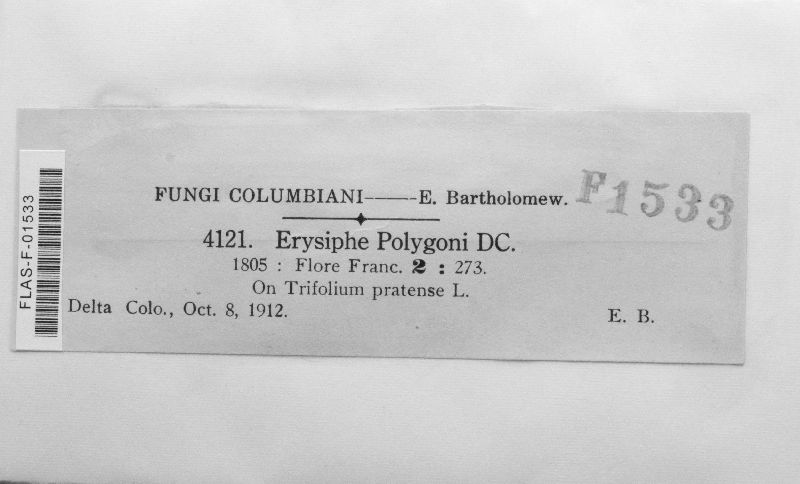 FUNGI COLUMBIANI——E. Bartholomew.
F1533
4121. Erysiphe Polygoni DC.
1805 : Flore Franc. 2 : 273.
On Trifolium pratense L.
Delta Colo., Oct. 8, 1912. E. B.
FLAS-F-01533